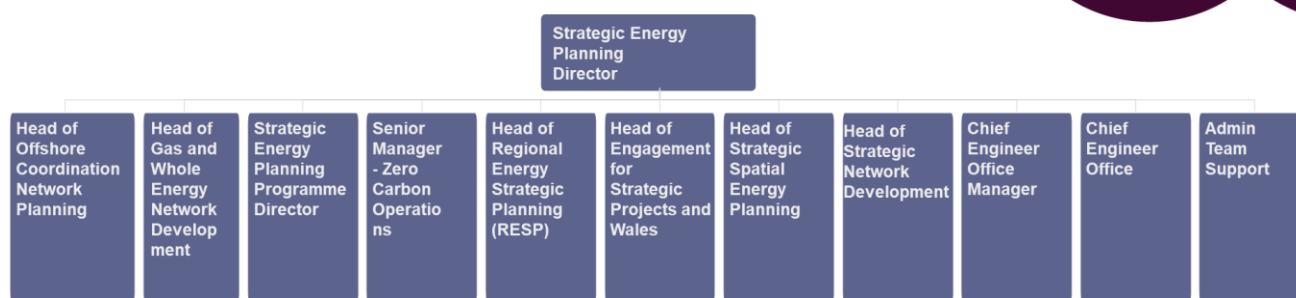 Strategic Energy
Planning
Director
Head of
Offshore
Coordination
Network
Planning
Head of
Gas and
Whole
Energy
Network
Develop
ment
Strategic
Energy
Planning
Programme
Director
Senior
Manager
- Zero
Carbon
Operatio
ns
Head of
Regional
Energy
Strategic
Planning
(RESP)
Head of
Engagement
for
Strategic
Projects and
Wales
Head of
Strategic
Spatial
Energy
Planning
Head of
Strategic
Network
Development
Chief
Engineer
Office
Manager
Chief
Engineer
Office
Admin
Team
Support